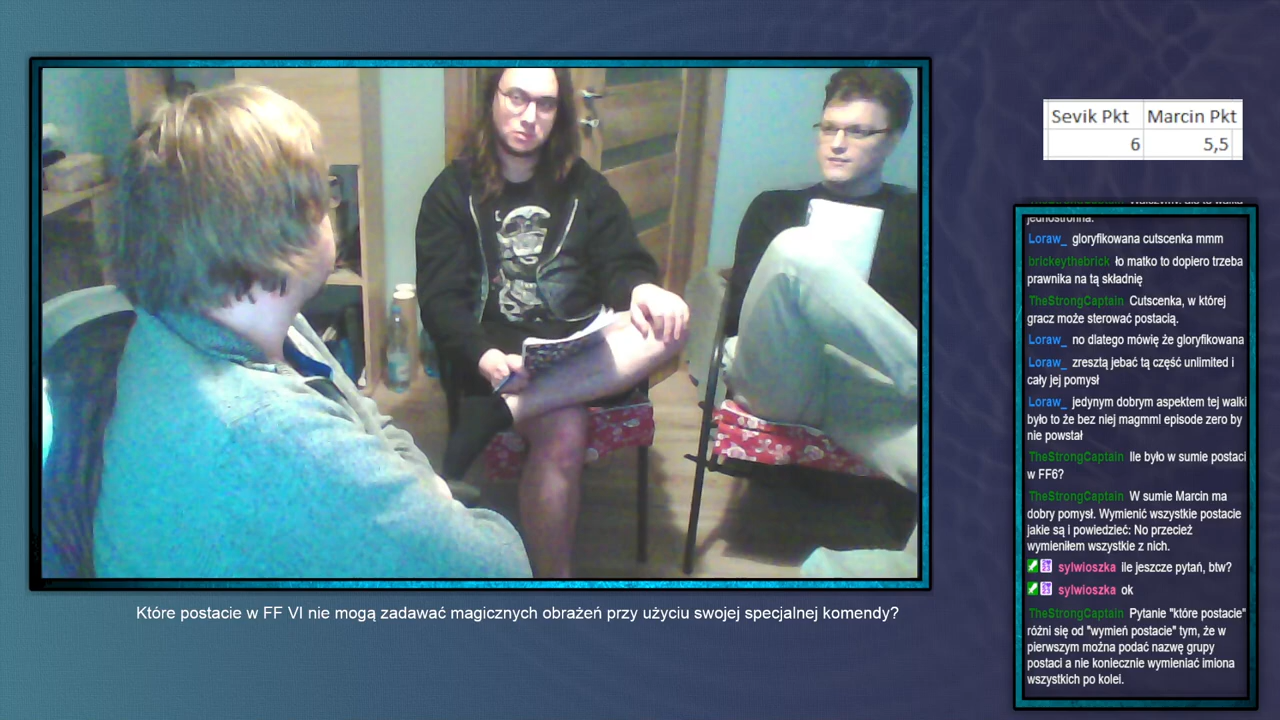 Sevik Pkt Marcin Pkt
6 5,5
jednostronna.
Loraw_ gloryfikowana cutscenka mmm
brickeythebrick ło matko to dopiero trzeba
prawnika na tą składnię
TheStrongCaptain Cutscenka, w której
gracz może sterować postacią.
Loraw_ no dlatego mówię że gloryfikowana
Loraw_ zresztą jebać tą część unlimited i
cały jej pomysł
Loraw_ jedynym dobrym aspektem tej walki
było to że bez niej magmml episode zero by
nie powstał
TheStrongCaptain Ile było w sumie postaci
w FF6?
TheStrongCaptain W sumie Marcin ma
dobry pomysł. Wymienić wszystkie postacie
jakie są i powiedzieć: No przecież
wymieniłem wszystkie z nich.
sylwioszka ile jeszcze pytań, btw?
sylwioszka ok
TheStrongCaptain Pytanie "które postacie"
różni się od "wymień postacie" tym, że w
pierwszym można podać nazwę grupy
postaci a nie koniecznie wymieniać imiona
wszystkich po kolei.
Które postacie w FF VI nie mogą zadawać magicznych obrażeń przy użyciu swojej specjalnej komendy?